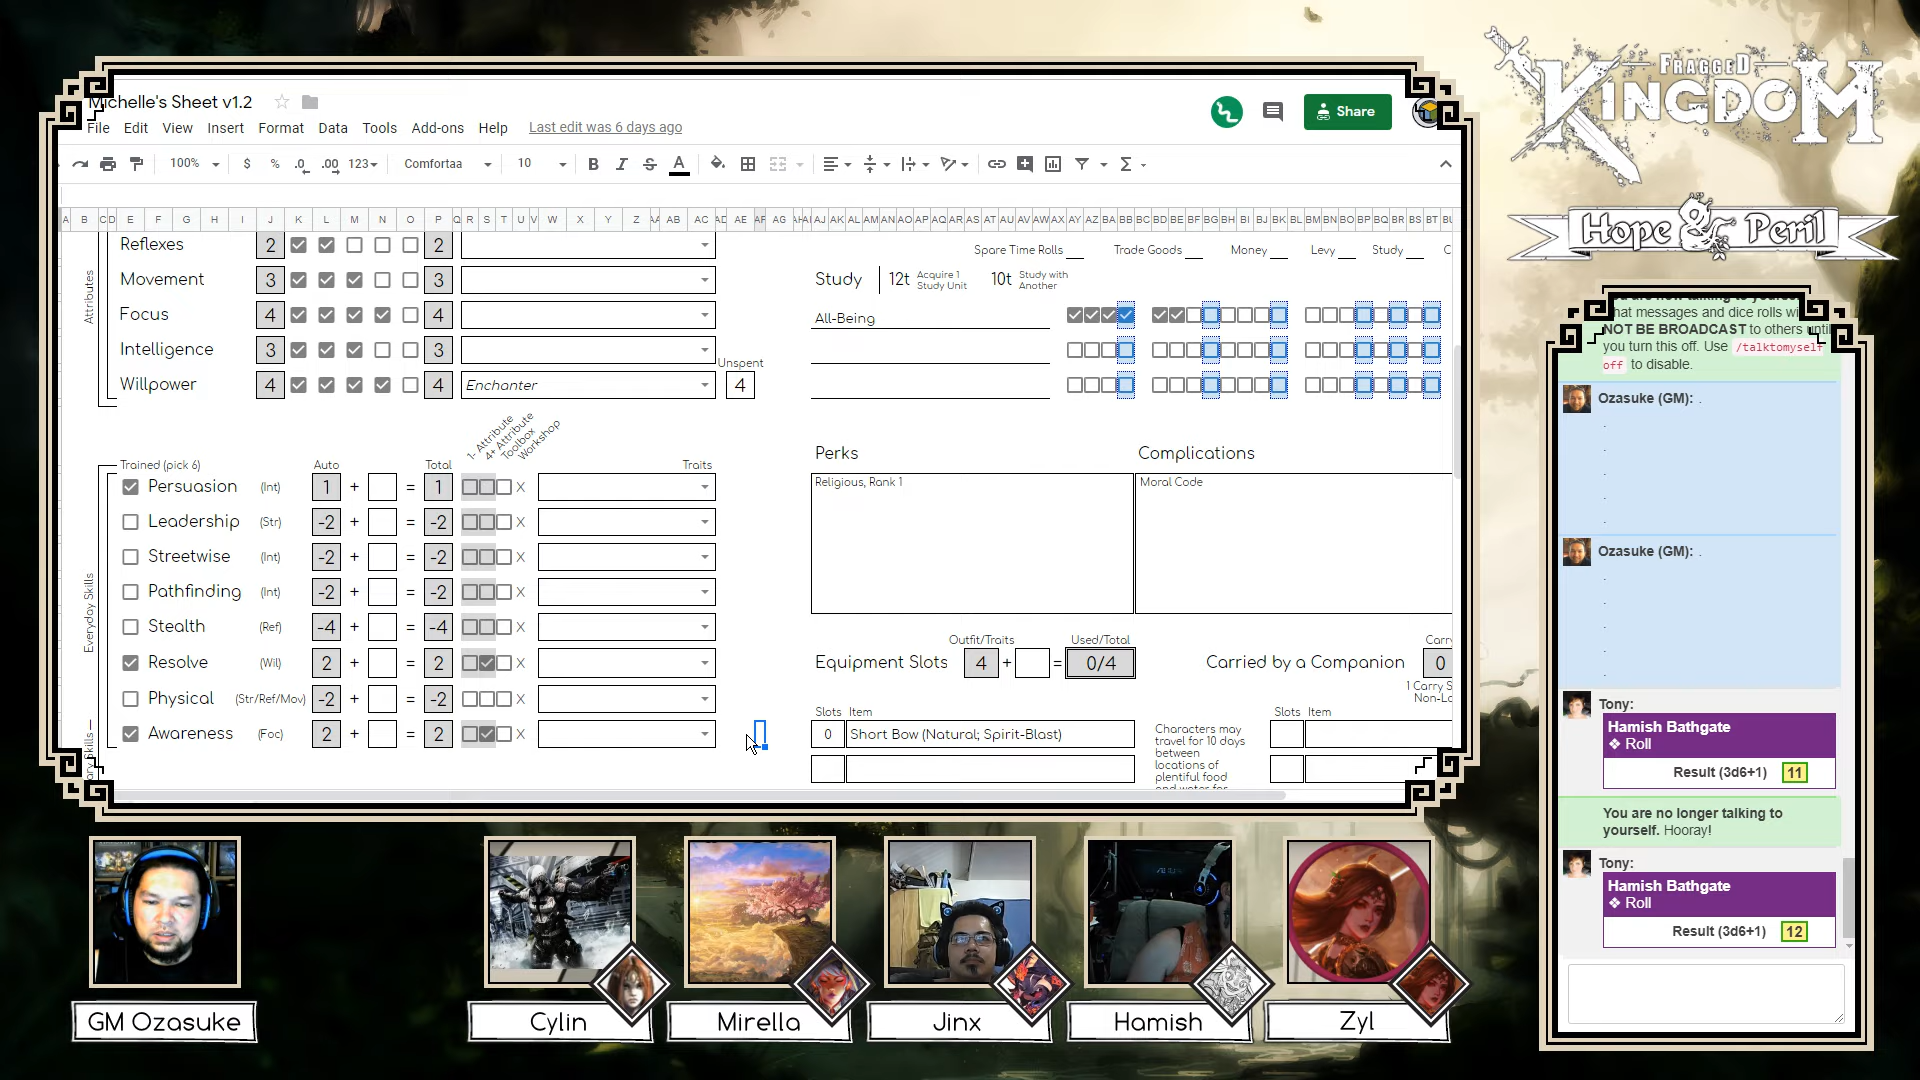 Michelle's Sheet v1.2
File Edit View Insert Format Data Tools Add-ons Help Last edit was 6 days ago
Share
100% $ % .0 .00 123 Comfortaa 10 B I S A
Reflexes 2 2
Movement 3 3
Focus 4 4
Intelligence 3 3
Willpower 4 4 Enchanter
Unspent
4
Attributes
Spare Time Rolls Trade Goods Money Levy Study
Study 12t Acquire 1 Study Unit 10t Study with Another
All-Being
1- Attribute
4+ Attribute
Toolbox
Workshop
Trained (pick 6) Auto Total Traits
Persuasion (Int) 1 + = 1 X
Leadership (Str) -2 + = -2 X
Streetwise (Int) -2 + = -2 X
Pathfinding (Int) -2 + = -2 X
Stealth (Ref) -4 + = -4 X
Resolve (Wil) 2 + = 2 X
Physical (Str/Ref/Mov) -2 + = -2 X
Awareness (Foc) 2 + = 2 X
Everyday Skills
Perks Complications
Religious, Rank 1 Moral Code
Outfit/Traits Used/Total
Equipment Slots 4 + = 0/4
Carried by a Companion 0
Slots Item
0 Short Bow (Natural; Spirit-Blast)
Characters may
travel for 10 days
between
locations of
plentiful food
Slots Item
FRAGGED
KINGDOM
Hope & Peril
hat messages and dice rolls wi
NOT BE BROADCAST to others until
you turn this off. Use /talktomyself
off to disable.
Ozasuke (GM): .
Ozasuke (GM): .
Tony:
Hamish Bathgate
❖ Roll
Result (3d6+1) 11
You are no longer talking to
yourself. Hooray!
Tony:
Hamish Bathgate
❖ Roll
Result (3d6+1) 12
GM Ozasuke
Cylin
Mirella
Jinx
Hamish
Zyl